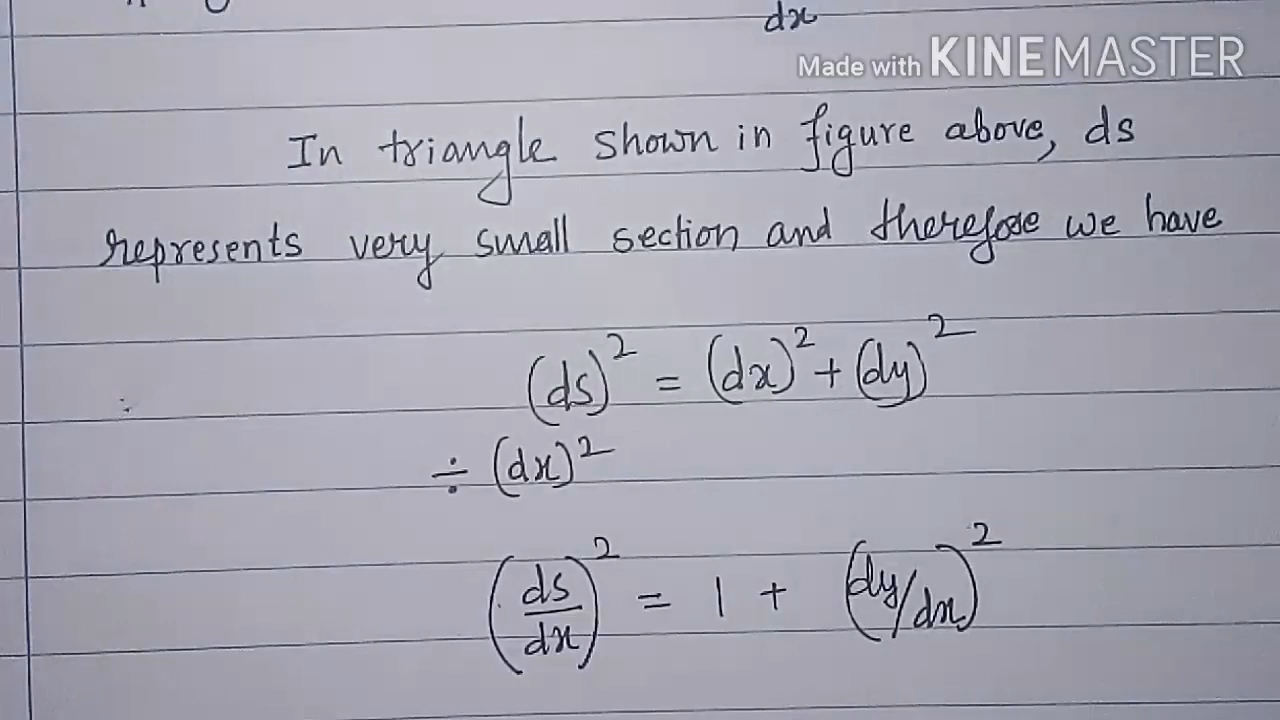 dx
Made with KINEMASTER
In triangle shown in figure above, ds
represents very small section and therefore we have
(ds)² = (dx)² + (dy)²
÷ (dx)²
(ds/dx)² = 1 + (dy/dx)²